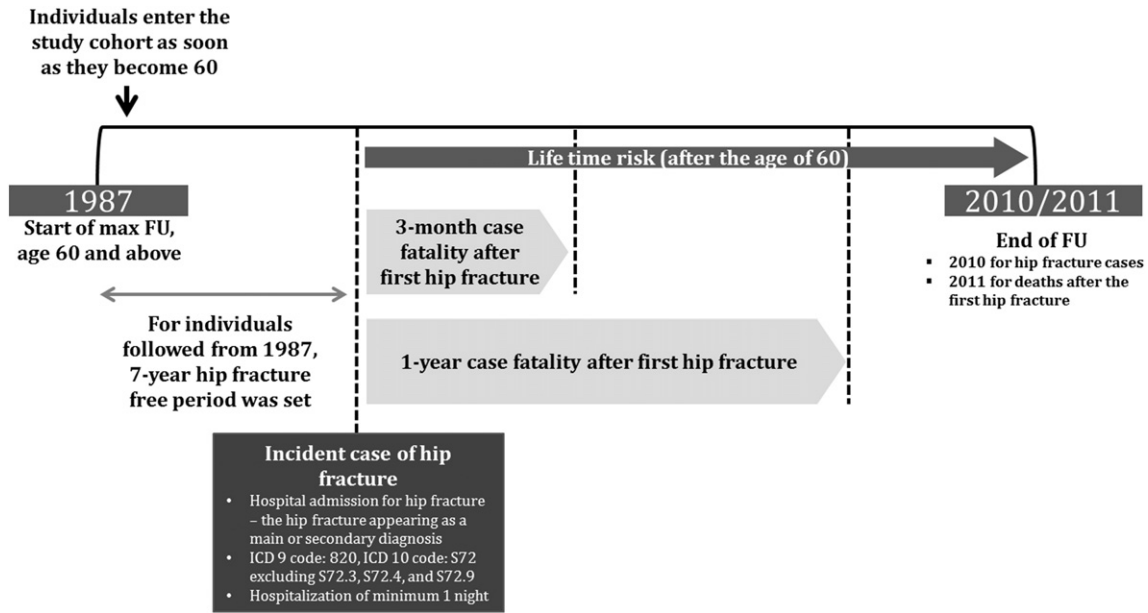 Individuals enter the
study cohort as soon
as they become 60
Life time risk (after the age of 60)
1987
2010/2011
Start of max FU,
age 60 and above
3-month case
fatality after
first hip fracture
End of FU
▪ 2010 for hip fracture cases
▪ 2011 for deaths after the
first hip fracture
For individuals
followed from 1987,
7-year hip fracture
free period was set
1-year case fatality after first hip fracture
Incident case of hip
fracture
• Hospital admission for hip fracture
– the hip fracture appearing as a
main or secondary diagnosis
• ICD 9 code: 820, ICD 10 code: S72
excluding S72.3, S72.4, and S72.9
• Hospitalization of minimum 1 night